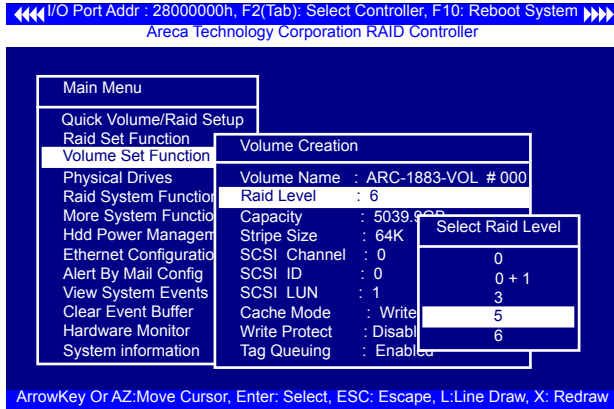 I/O Port Addr : 28000000h, F2(Tab): Select Controller, F10: Reboot System
Areca Technology Corporation RAID Controller
Main Menu
Quick Volume/Raid Setup
Raid Set Function
Volume Set Function
Physical Drives
Raid System Function
More System Functio
Hdd Power Managem
Ethernet Configuratio
Alert By Mail Config
View System Events
Clear Event Buffer
Hardware Monitor
System information
Volume Creation
Volume Name : ARC-1883-VOL # 000
Raid Level : 6
Capacity : 5039.9GB
Stripe Size : 64K
SCSI Channel : 0
SCSI ID : 0
SCSI LUN : 1
Cache Mode : Write
Write Protect : Disabl
Tag Queuing : Enabled
Select Raid Level
0
0 + 1
3
5
6
ArrowKey Or AZ:Move Cursor, Enter: Select, ESC: Escape, L:Line Draw, X: Redraw